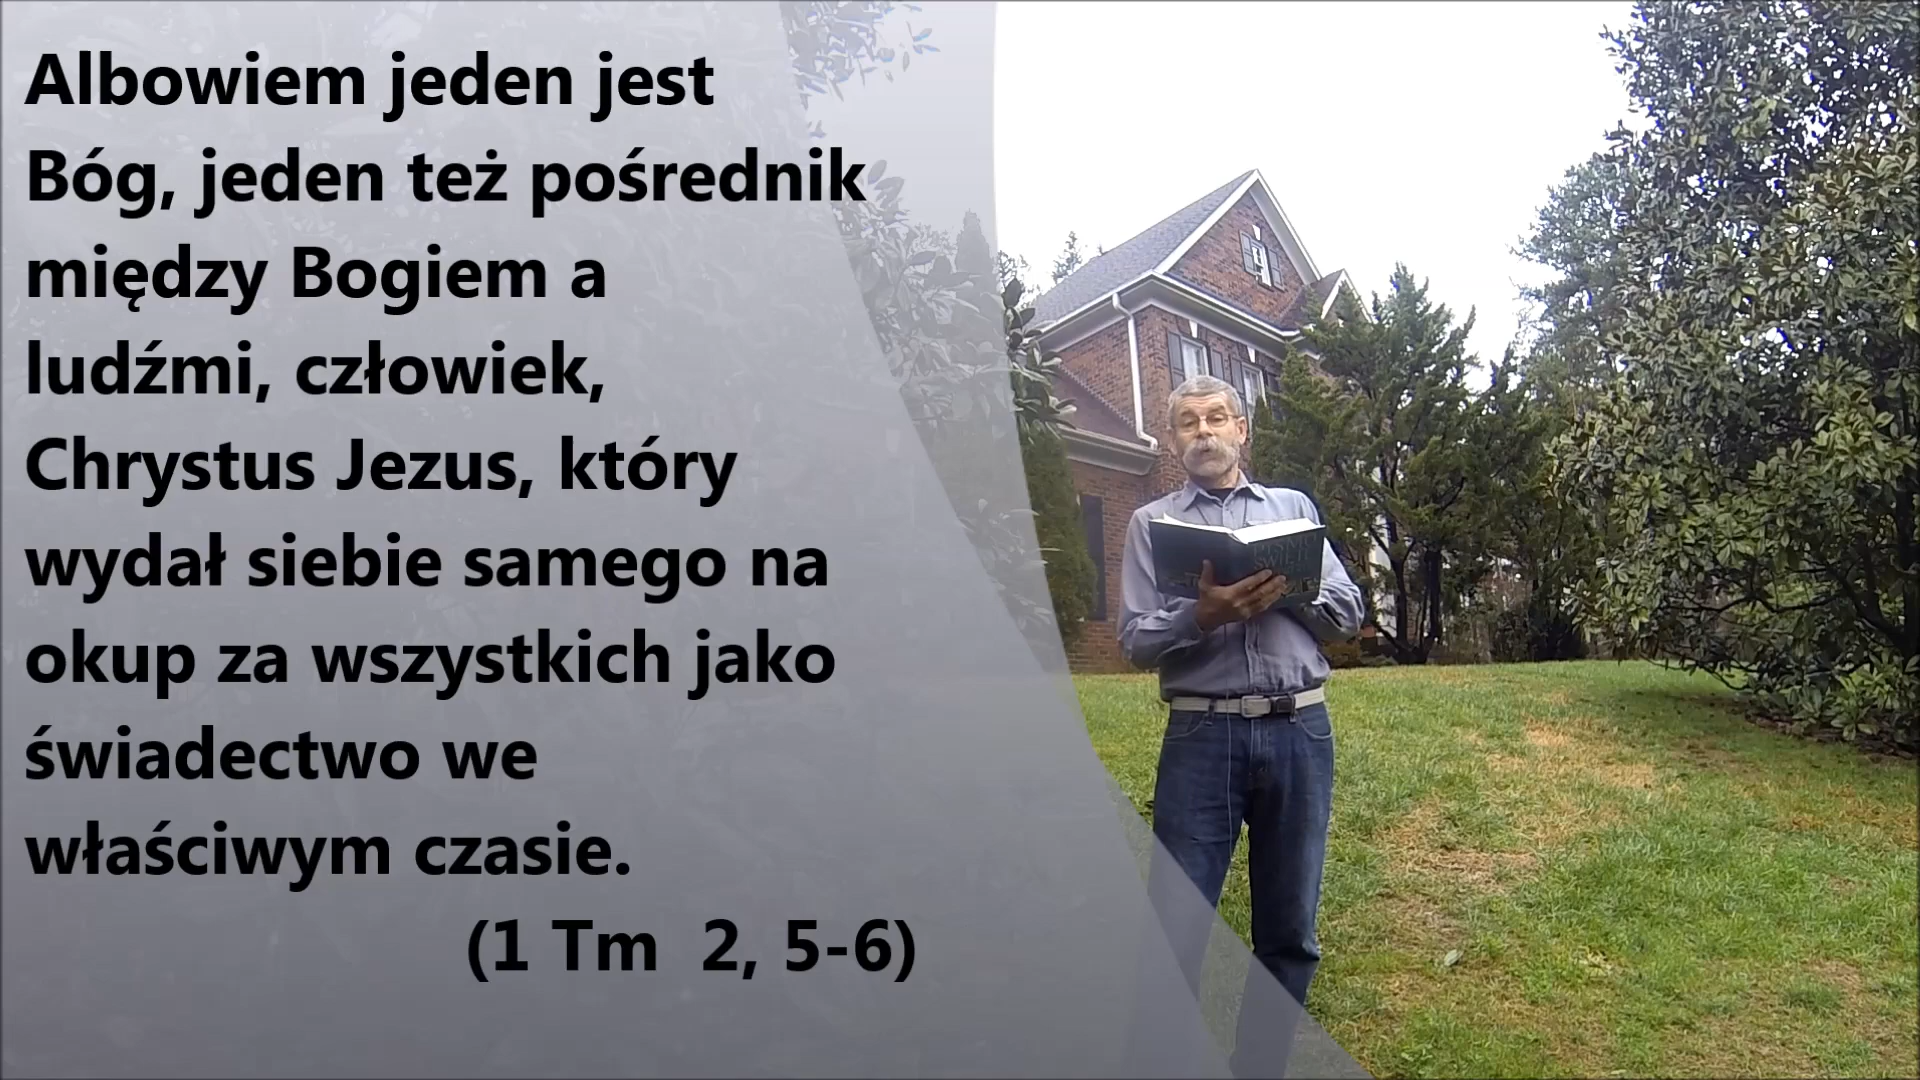 Albowiem jeden jest
Bóg, jeden też pośrednik
między Bogiem a
ludźmi, człowiek,
Chrystus Jezus, który
wydał siebie samego na
okup za wszystkich jako
świadectwo we
właściwym czasie.
(1 Tm 2, 5-6)